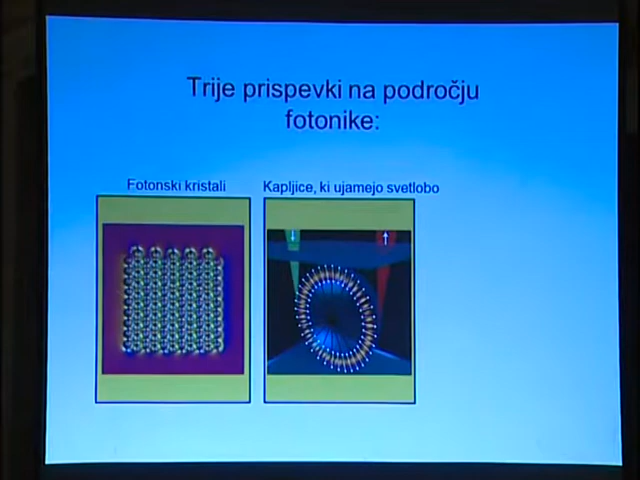 Trije prispevki na področju
fotonike:
Fotonski kristali
Kapljice, ki ujamejo svetlobo